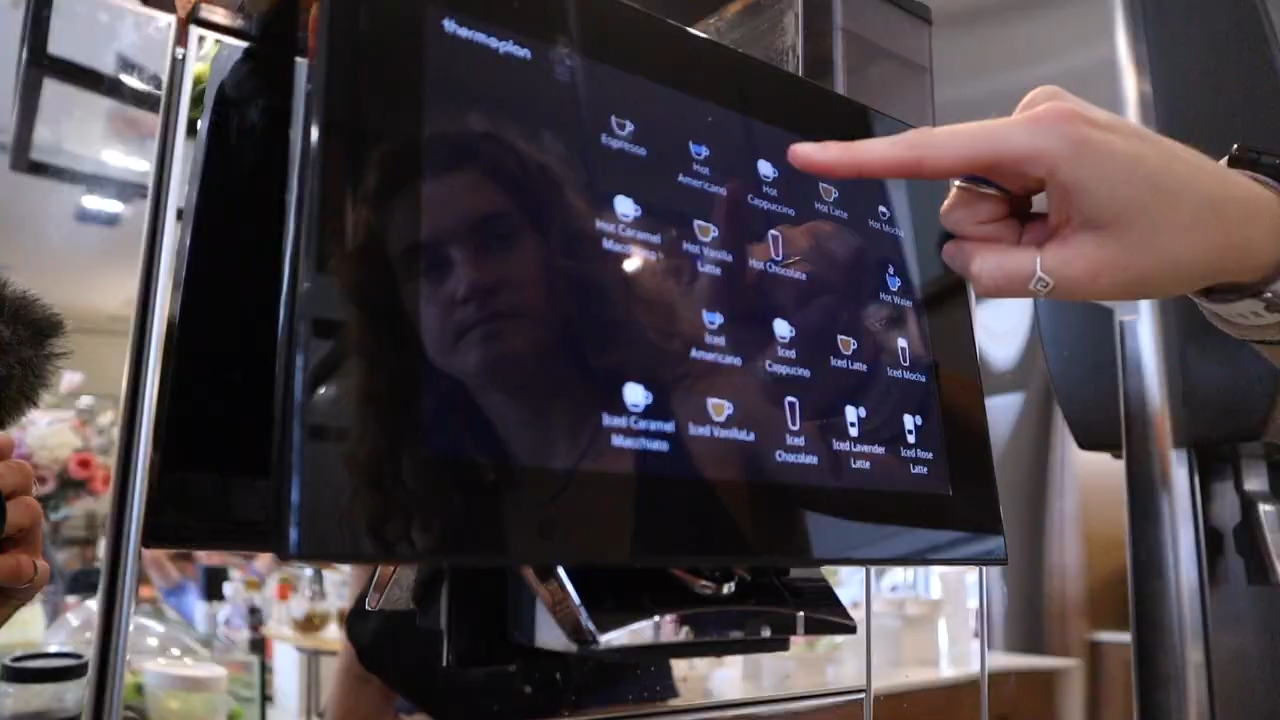 thermoplan
Espresso
Hot
Americano
Hot
Cappuccino
Hot Latte
Hot Mocha
Hot Caramel
Macchiato
Hot Vanilla
Latte
Hot Chocolate
Hot Water
Iced
Americano
Iced
Cappucino
Iced Latte
Iced Mocha
Iced Caramel
Macchiato
Iced VanillaLa
Iced
Chocolate
Iced Lavender
Latte
Iced Rose
Latte